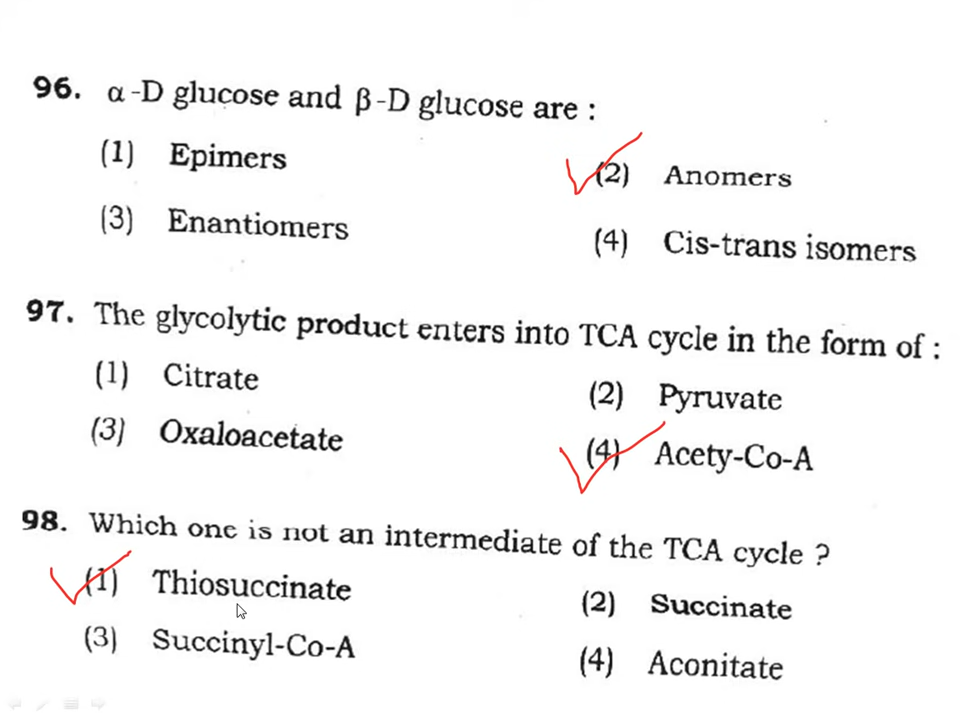 96. α-D glucose and β-D glucose are :
(1) Epimers (2) Anomers
(3) Enantiomers (4) Cis-trans isomers
97. The glycolytic product enters into TCA cycle in the form of :
(1) Citrate (2) Pyruvate
(3) Oxaloacetate (4) Acety-Co-A
98. Which one is not an intermediate of the TCA cycle ?
(1) Thiosuccinate (2) Succinate
(3) Succinyl-Co-A (4) Aconitate